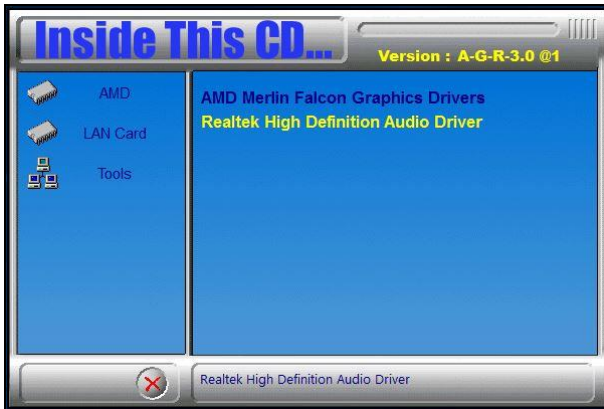 Inside This CD...
Version : A-G-R-3.0 @1
AMD
LAN Card
Tools
AMD Merlin Falcon Graphics Drivers
Realtek High Definition Audio Driver
Realtek High Definition Audio Driver